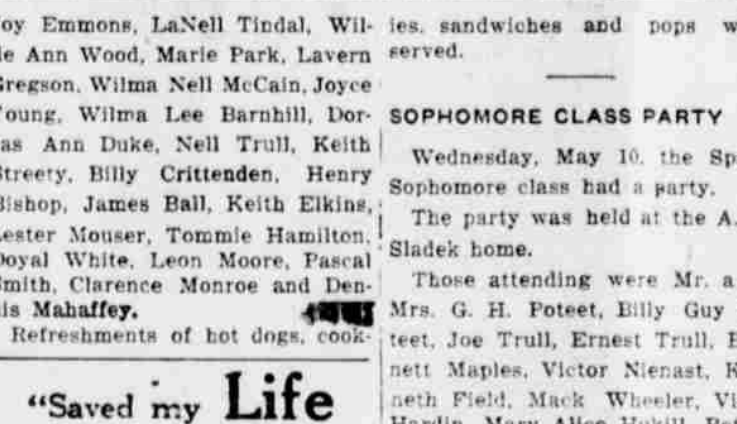 oy Emmons, LaNell Tindal, Wil-
ie Ann Wood, Marie Park, Lavern
Gregson, Wilma Nell McCain, Joyce
Young, Wilma Lee Barnhill, Dor-
as Ann Duke, Nell Trull, Keith
Streety, Billy Crittenden, Henry
Bishop, James Ball, Keith Elkins,
Lester Mouser, Tommie Hamilton,
Doyal White, Leon Moore, Pascal
Smith, Clarence Monroe and Den-
is Mahaffey.
Refreshments of hot dogs, cook-
"Saved my Life
ies, sandwiches and pops w
served.
SOPHOMORE CLASS PARTY
Wednesday, May 10, the Sp
Sophomore class had a party.
The party was held at the A.
Sladek home.
Those attending were Mr. a
Mrs. G. H. Poteet, Billy Guy
teet, Joe Trull, Ernest Trull,
nett Maples, Victor Nienast, K
neth Field, Mack Wheeler, Vi
Hardin, Mary Alice